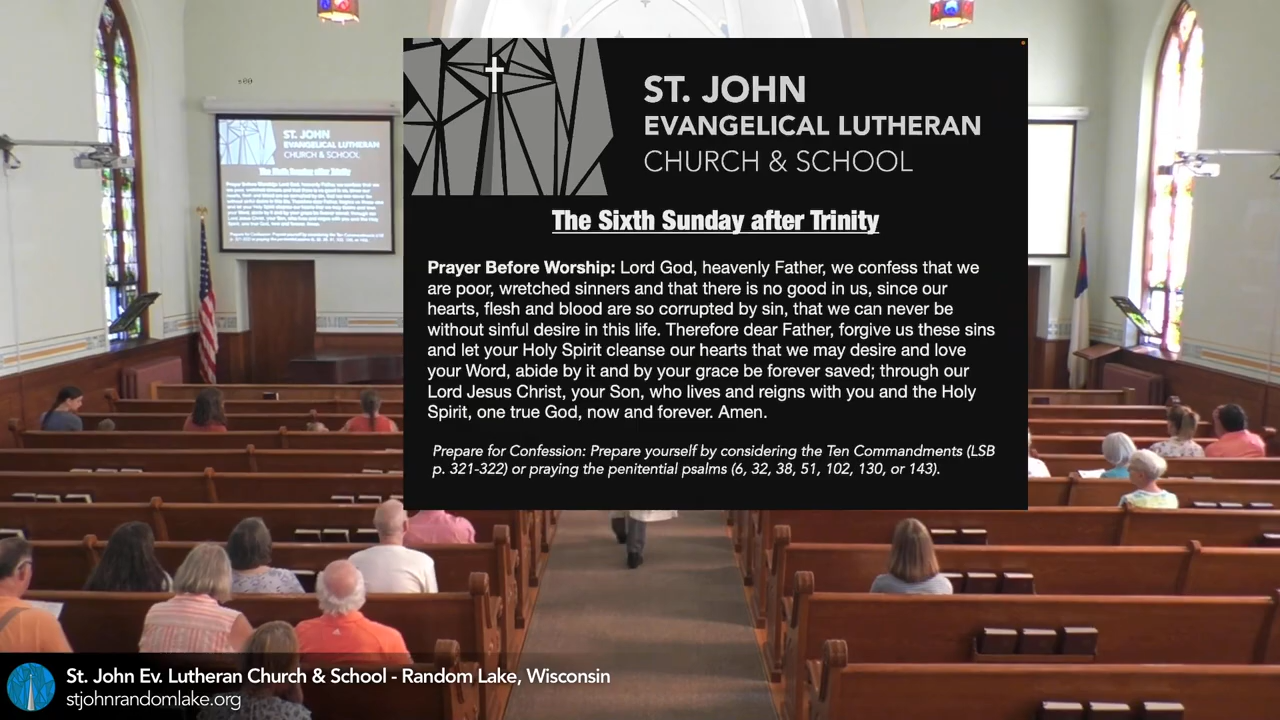 ST. JOHN
EVANGELICAL LUTHERAN
CHURCH & SCHOOL
The Sixth Sunday after Trinity
Prayer Before Worship: Lord God, heavenly Father, we confess that we
are poor, wretched sinners and that there is no good in us, since our
hearts, flesh and blood are so corrupted by sin, that we can never be
without sinful desire in this life. Therefore dear Father, forgive us these sins
and let your Holy Spirit cleanse our hearts that we may desire and love
your Word, abide by it and by your grace be forever saved; through our
Lord Jesus Christ, your Son, who lives and reigns with you and the Holy
Spirit, one true God, now and forever. Amen.
Prepare for Confession: Prepare yourself by considering the Ten Commandments (LSB
p. 321-322) or praying the penitential psalms (6, 32, 38, 51, 102, 130, or 143).
ST. JOHN
EVANGELICAL LUTHERAN
CHURCH & SCHOOL
The Sixth Sunday after Trinity
St. John Ev. Lutheran Church & School - Random Lake, Wisconsin
stjohnrandomlake.org